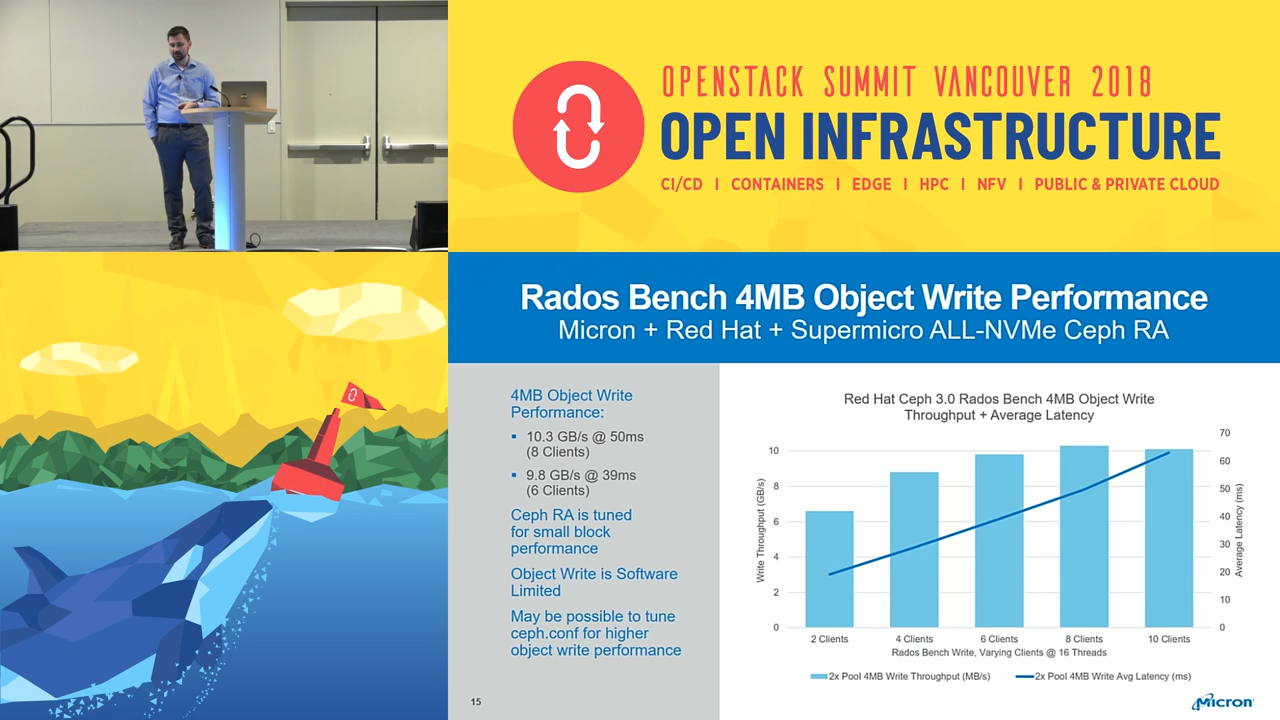 OPENSTACK SUMMIT VANCOUVER 2018
OPEN INFRASTRUCTURE
CI/CD | CONTAINERS | EDGE | HPC | NFV | PUBLIC & PRIVATE CLOUD
Rados Bench 4MB Object Write Performance
Micron + Red Hat + Supermicro ALL-NVMe Ceph RA
4MB Object Write
Performance:
▪ 10.3 GB/s @ 50ms
(8 Clients)
▪ 9.8 GB/s @ 39ms
(6 Clients)
Ceph RA is tuned
for small block
performance
Object Write is Software
Limited
May be possible to tune
ceph.conf for higher
object write performance
15
Red Hat Ceph 3.0 Rados Bench 4MB Object Write
Throughput + Average Latency
Write Throughput (GB/s)
10
8
6
4
2
0
70
60
50
40
30
20
10
0
Average Latency (ms)
2 Clients 4 Clients 6 Clients 8 Clients 10 Clients
Rados Bench Write, Varying Clients @ 16 Threads
2x Pool 4MB Write Throughput (MB/s) 2x Pool 4MB Write Avg Latency (ms)
Micron